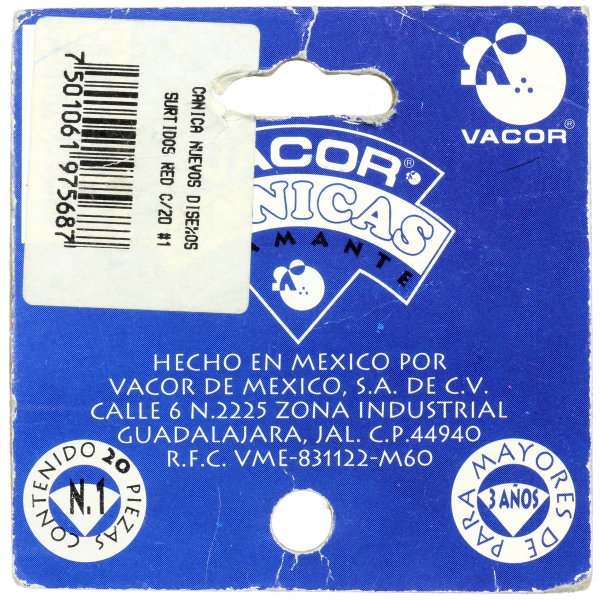 7501061975687
CANICA NUEVOS DISE%OS
SURTIDOS RED C/20 #1
VACOR®
VACOR®
NICAS
AMANTE
HECHO EN MEXICO POR
VACOR DE MEXICO, S.A. DE C.V.
CALLE 6 N.2225 ZONA INDUSTRIAL
GUADALAJARA, JAL. C.P.44940
R.F.C. VME-831122-M60
CONTENIDO 20 PIEZAS
N.1
PARA MAYORES DE
3 AÑOS